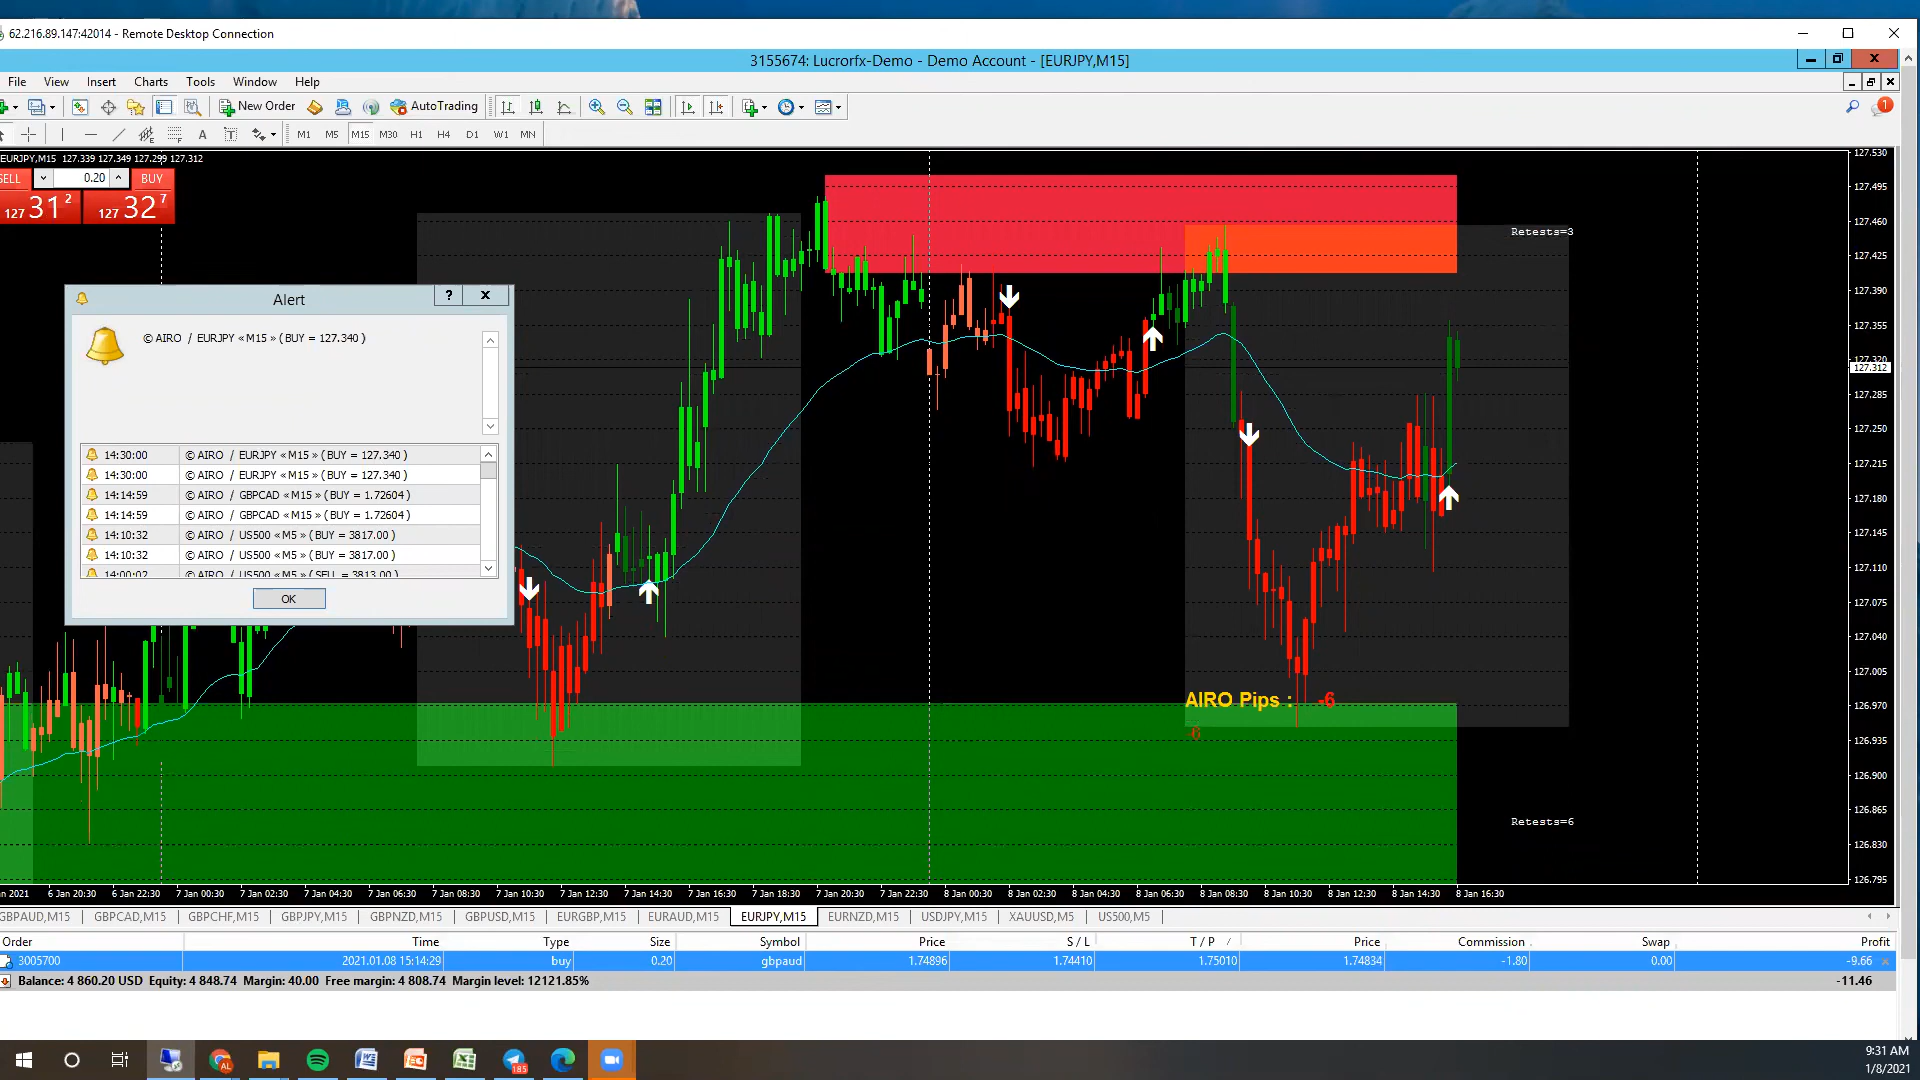 62.216.89.147:42014 - Remote Desktop Connection
3155674: Lucrorfx-Demo - Demo Account - [EURJPY,M15]
File View Insert Charts Tools Window Help
New Order AutoTrading
A T M1 M5 M15 M30 H1 H4 D1 W1 MN
EURJPY,M15 127.339 127.349 127.299 127.312
SELL 0.20 BUY
127 31 2 127 32 7
127.530
127.495
127.460
127.425
127.390
127.355
127.320
127.312
127.285
127.250
127.215
127.180
127.145
127.110
127.075
127.040
127.005
126.970
126.935
126.900
126.865
126.830
126.795
Retests=3
Alert
?
© AIRO / EURJPY « M15 » ( BUY = 127.340 )
14:30:00 © AIRO / EURJPY « M15 » ( BUY = 127.340 )
14:30:00 © AIRO / EURJPY « M15 » ( BUY = 127.340 )
14:14:59 © AIRO / GBPCAD « M15 » ( BUY = 1.72604 )
14:14:59 © AIRO / GBPCAD « M15 » ( BUY = 1.72604 )
14:10:32 © AIRO / US500 « M5 » ( BUY = 3817.00 )
14:10:32 © AIRO / US500 « M5 » ( BUY = 3817.00 )
14:00:02 © AIRO / US500 « M5 » ( SELL = 3813.00 )
OK
AIRO Pips : -6
-6
Retests=6
an 2021 6 Jan 20:30 6 Jan 22:30 7 Jan 00:30 7 Jan 02:30 7 Jan 04:30 7 Jan 06:30 7 Jan 08:30 7 Jan 10:30 7 Jan 12:30 7 Jan 14:30 7 Jan 16:30 7 Jan 18:30 7 Jan 20:30 7 Jan 22:30 8 Jan 00:30 8 Jan 02:30 8 Jan 04:30 8 Jan 06:30 8 Jan 08:30 8 Jan 10:30 8 Jan 12:30 8 Jan 14:30 8 Jan 16:30
GBPAUD,M15 GBPCAD,M15 GBPCHF,M15 GBPJPY,M15 GBPNZD,M15 GBPUSD,M15 EURGBP,M15 EURAUD,M15 EURJPY,M15 EURNZD,M15 USDJPY,M15 XAUUSD,M5 US500,M5
Order Time Type Size Symbol Price S / L T / P / Price Commission Swap Profit
3005700 2021.01.08 15:14:29 buy 0.20 gbpaud 1.74896 1.74410 1.75010 1.74834 -1.80 0.00 -9.66
Balance: 4 860.20 USD Equity: 4 848.74 Margin: 40.00 Free margin: 4 808.74 Margin level: 12121.85% -11.46
AL
185
9:31 AM
1/8/2021
1